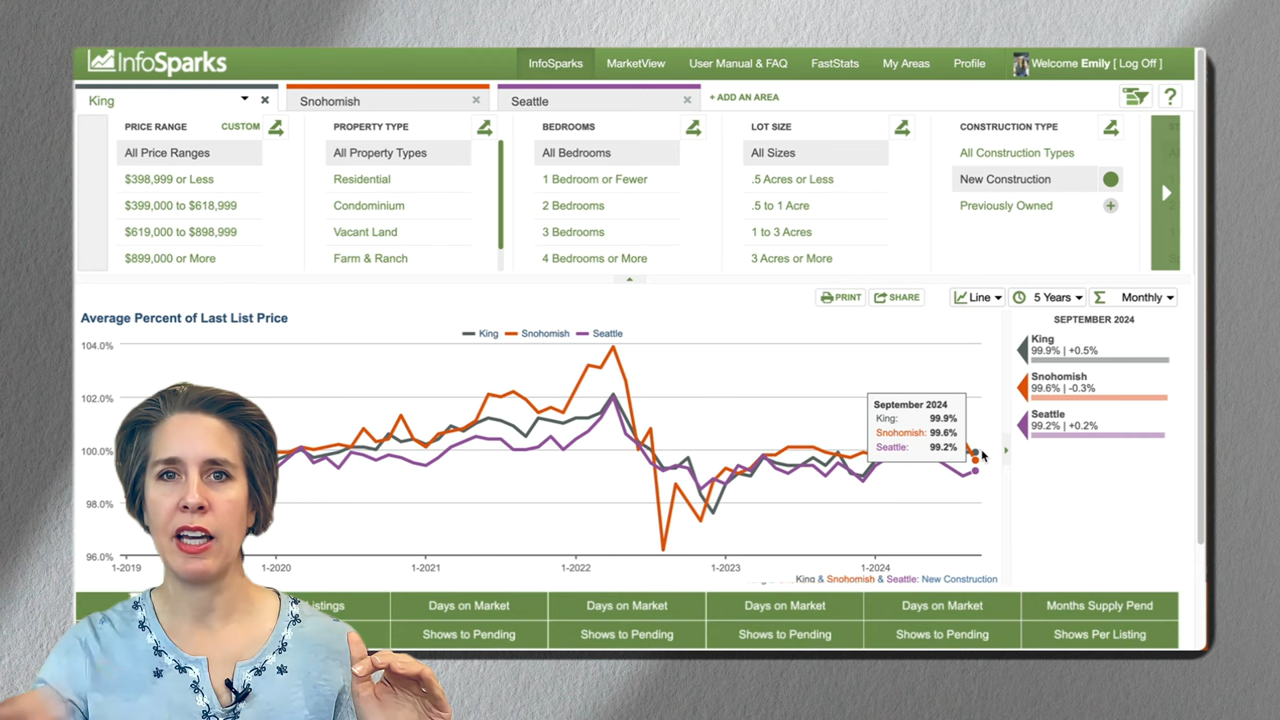 InfoSparks
InfoSparks MarketView User Manual & FAQ FastStats My Areas Profile Welcome Emily [ Log Off ]
King Snohomish Seattle + ADD AN AREA
?
PRICE RANGE CUSTOM PROPERTY TYPE BEDROOMS LOT SIZE CONSTRUCTION TYPE
All Price Ranges All Property Types All Bedrooms All Sizes All Construction Types
$398,999 or Less Residential 1 Bedroom or Fewer .5 Acres or Less New Construction
$399,000 to $618,999 Condominium 2 Bedrooms .5 to 1 Acre Previously Owned
$619,000 to $898,999 Vacant Land 3 Bedrooms 1 to 3 Acres
$899,000 or More Farm & Ranch 4 Bedrooms or More 3 Acres or More
PRINT SHARE Line 5 Years Monthly
Average Percent of Last List Price
King Snohomish Seattle
SEPTEMBER 2024
King
99.9% | +0.5%
Snohomish
99.6% | -0.3%
Seattle
99.2% | +0.2%
104.0%
102.0%
100.0%
98.0%
96.0%
September 2024
King: 99.9%
Snohomish: 99.6%
Seattle: 99.2%
1-2019 1-2020 1-2021 1-2022 1-2023 1-2024
King & Snohomish & Seattle: New Construction
Days on Market Days on Market Days on Market Days on Market Months Supply Pend
Shows to Pending Shows to Pending Shows to Pending Shows to Pending Shows Per Listing